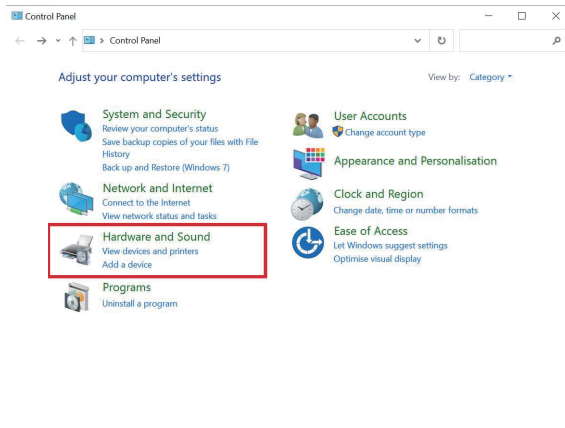 Control Panel
Control Panel
Adjust your computer's settings
View by: Category
System and Security
Review your computer's status
Save backup copies of your files with File
History
Back up and Restore (Windows 7)
Network and Internet
Connect to the Internet
View network status and tasks
Hardware and Sound
View devices and printers
Add a device
Programs
Uninstall a program
User Accounts
Change account type
Appearance and Personalisation
Clock and Region
Change date, time or number formats
Ease of Access
Let Windows suggest settings
Optimise visual display